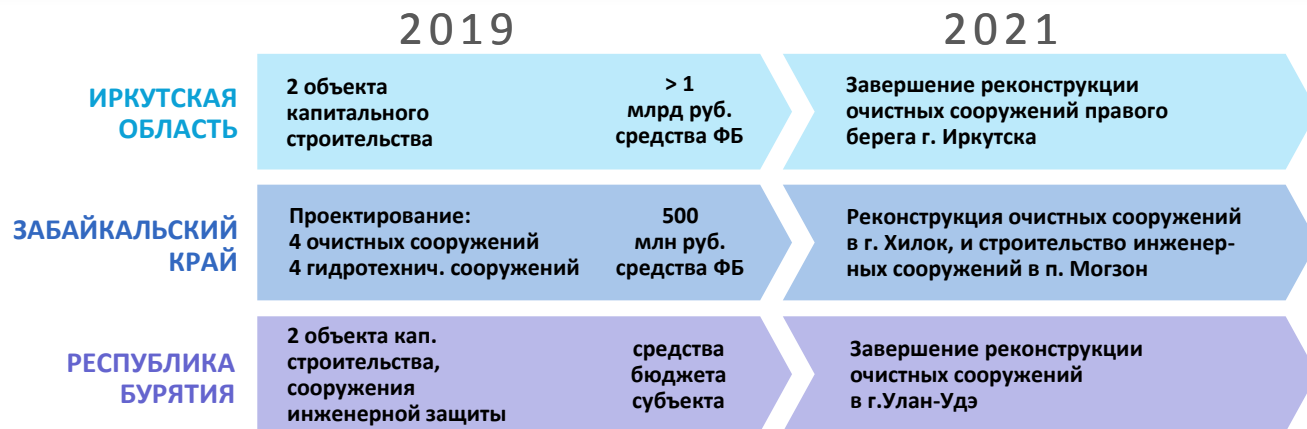 2019
2021
ИРКУТСКАЯ
ОБЛАСТЬ
2 объекта
капитального
строительства
> 1
млрд руб.
средства ФБ
Завершение реконструкции
очистных сооружений правого
берега г. Иркутска
ЗАБАЙКАЛЬСКИЙ
КРАЙ
Проектирование:
4 очистных сооружений
4 гидротехнич. сооружений
500
млн руб.
средства ФБ
Реконструкция очистных сооружений
в г. Хилок, и строительство инженер-
ных сооружений в п. Могзон
РЕСПУБЛИКА
БУРЯТИЯ
2 объекта кап.
строительства,
сооружения
инженерной защиты
средства
бюджета
субъекта
Завершение реконструкции
очистных сооружений
в г.Улан-Удэ